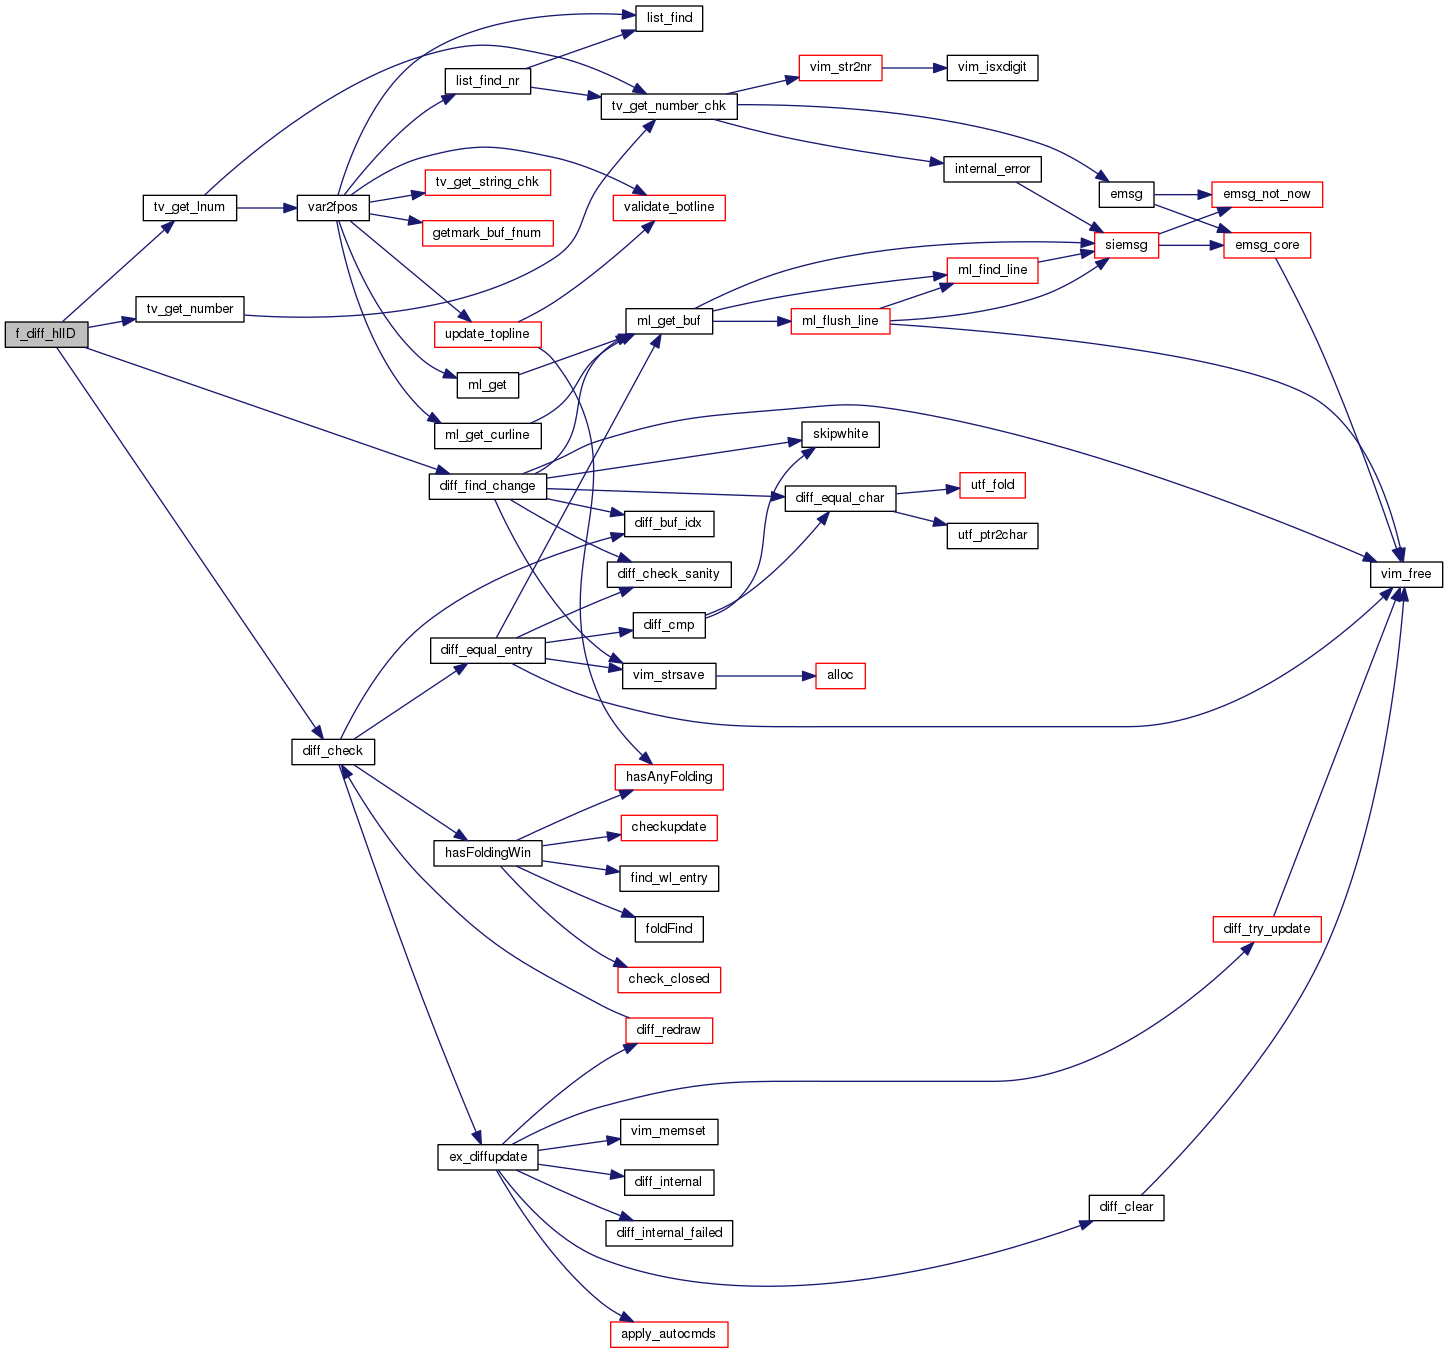 list_find
list_find_nr
vim_str2nr
vim_isxdigit
tv_get_number_chk
internal_error
tv_get_string_chk
emsg
emsg_not_now
tv_get_lnum
var2fpos
validate_botline
getmark_buf_fnum
siemsg
emsg_core
ml_find_line
tv_get_number
f_diff_hlID
update_topline
ml_get_buf
ml_flush_line
ml_get
ml_get_curline
skipwhite
diff_find_change
diff_equal_char
utf_fold
diff_buf_idx
utf_ptr2char
diff_check_sanity
vim_free
diff_cmp
diff_equal_entry
vim_strsave
alloc
diff_check
hasAnyFolding
checkupdate
hasFoldingWin
find_wl_entry
foldFind
diff_try_update
check_closed
diff_redraw
vim_memset
ex_diffupdate
diff_internal
diff_clear
diff_internal_failed
apply_autocmds